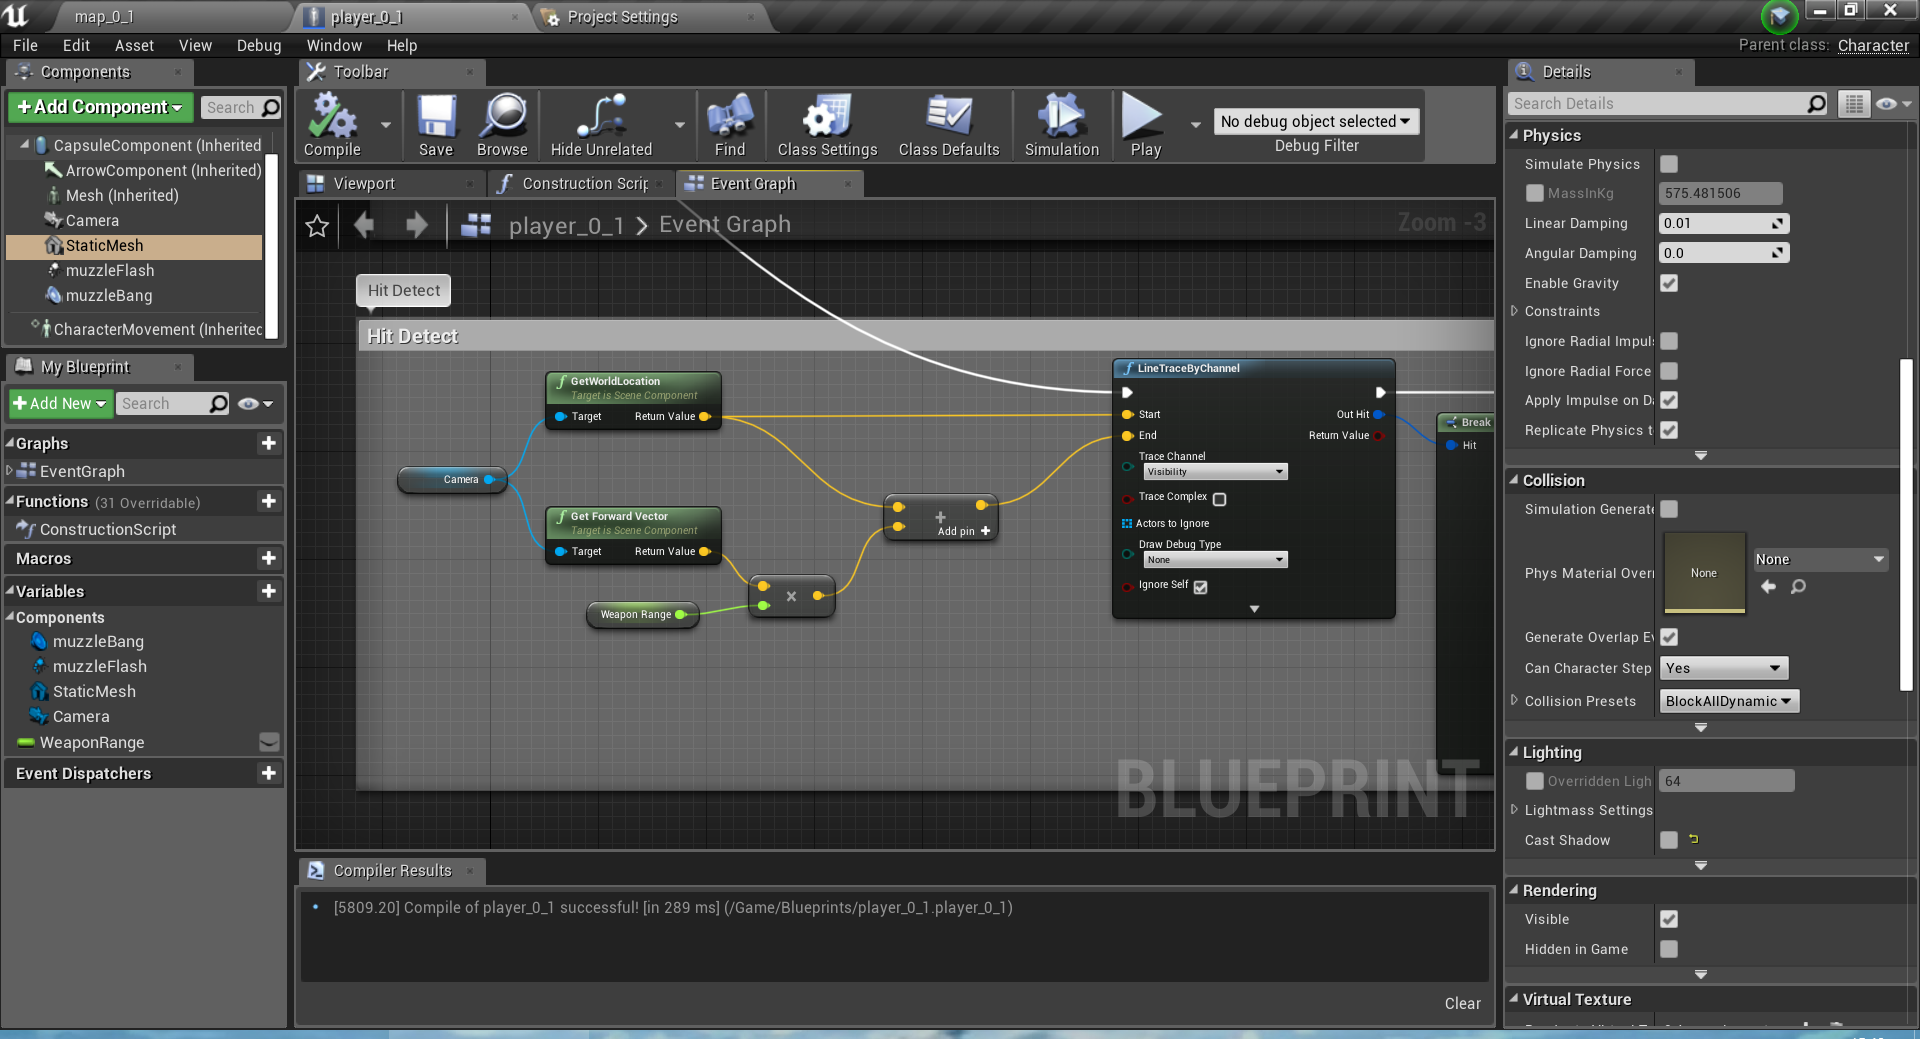 map_0_1
player_0_1
Project Settings
File Edit Asset View Debug Window Help
Parent class: Character
Components
+Add Component
Search
CapsuleComponent (Inherited
ArrowComponent (Inherited)
Mesh (Inherited)
Camera
StaticMesh
muzzleFlash
muzzleBang
CharacterMovement (Inherited
My Blueprint
+Add New
Search
Graphs
EventGraph
Functions (31 Overridable)
ConstructionScript
Macros
Variables
Components
muzzleBang
muzzleFlash
StaticMesh
Camera
WeaponRange
Event Dispatchers
Toolbar
Compile
Save
Browse
Hide Unrelated
Find
Class Settings
Class Defaults
Simulation
Play
No debug object selected
Debug Filter
Viewport
Construction Scrip
Event Graph
player_0_1 > Event Graph
Zoom -3
Hit Detect
Hit Detect
GetWorldLocation
Target is Scene Component
Target Return Value
Camera
Get Forward Vector
Target is Scene Component
Target Return Value
Weapon Range
×
+
Add pin +
LineTraceByChannel
Start Out Hit
End Return Value
Trace Channel
Visibility
Trace Complex
Actors to Ignore
Draw Debug Type
None
Ignore Self
Break
Hit
BLUEPRINT
Compiler Results
[5809.20] Compile of player_0_1 successful! [in 289 ms] (/Game/Blueprints/player_0_1.player_0_1)
Clear
Details
Search Details
Physics
Simulate Physics
MassInKg 575.481506
Linear Damping 0.01
Angular Damping 0.0
Enable Gravity
Constraints
Ignore Radial Impul
Ignore Radial Force
Apply Impulse on Da
Replicate Physics t
Collision
Simulation Generate
Phys Material Over
None
None
Generate Overlap Ev
Can Character Step Yes
Collision Presets BlockAllDynamic
Lighting
Overridden Ligh 64
Lightmass Settings
Cast Shadow
Rendering
Visible
Hidden in Game
Virtual Texture